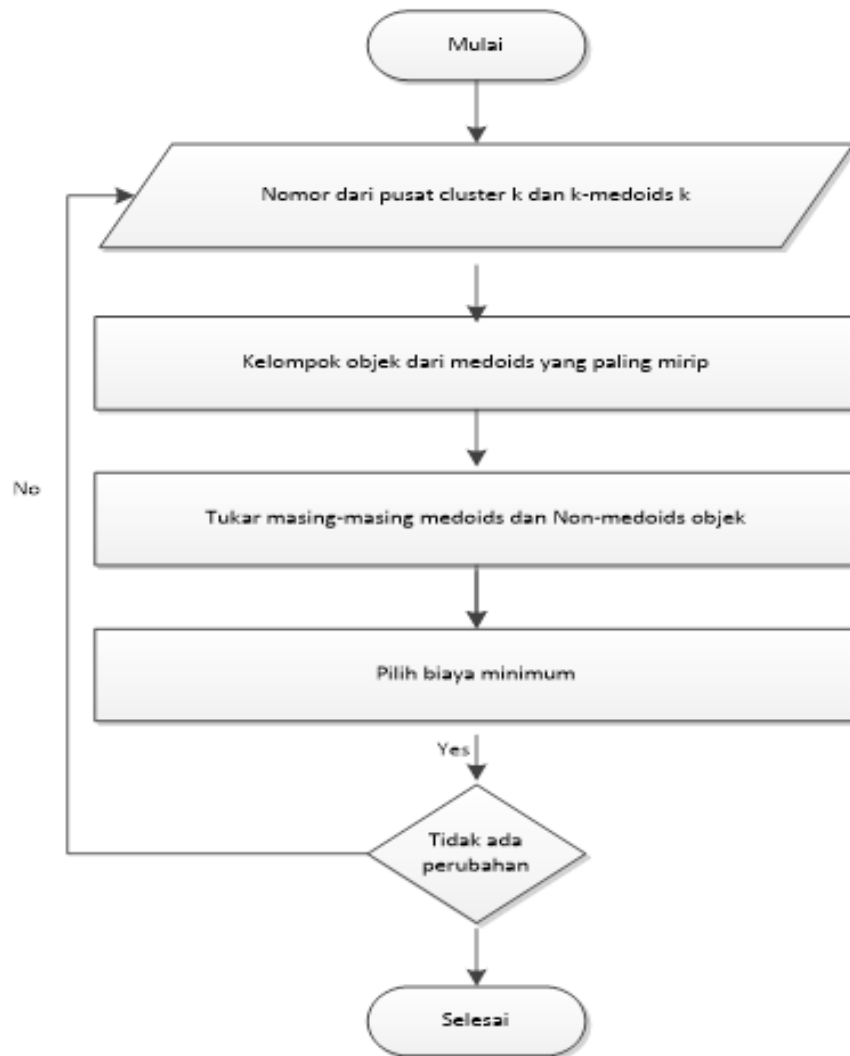 Mulai
Nomor dari pusat cluster k dan k-medoids k
Kelompok objek dari medoids yang paling mirip
No
Tukar masing-masing medoids dan Non-medoids objek
Pilih biaya minimum
Yes
Tidak ada
perubahan
Selesai